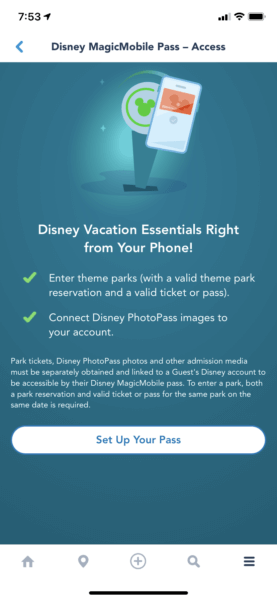 7:53
Disney MagicMobile Pass – Access
Disney Vacation Essentials Right
from Your Phone!
Enter theme parks (with a valid theme park
reservation and a valid ticket or pass).
Connect Disney PhotoPass images to
your account.
Park tickets, Disney PhotoPass photos and other admission media
must be separately obtained and linked to a Guest's Disney account to
be accessible by their Disney MagicMobile pass. To enter a park, both
a park reservation and valid ticket or pass for the same park on the
same date is required.
Set Up Your Pass